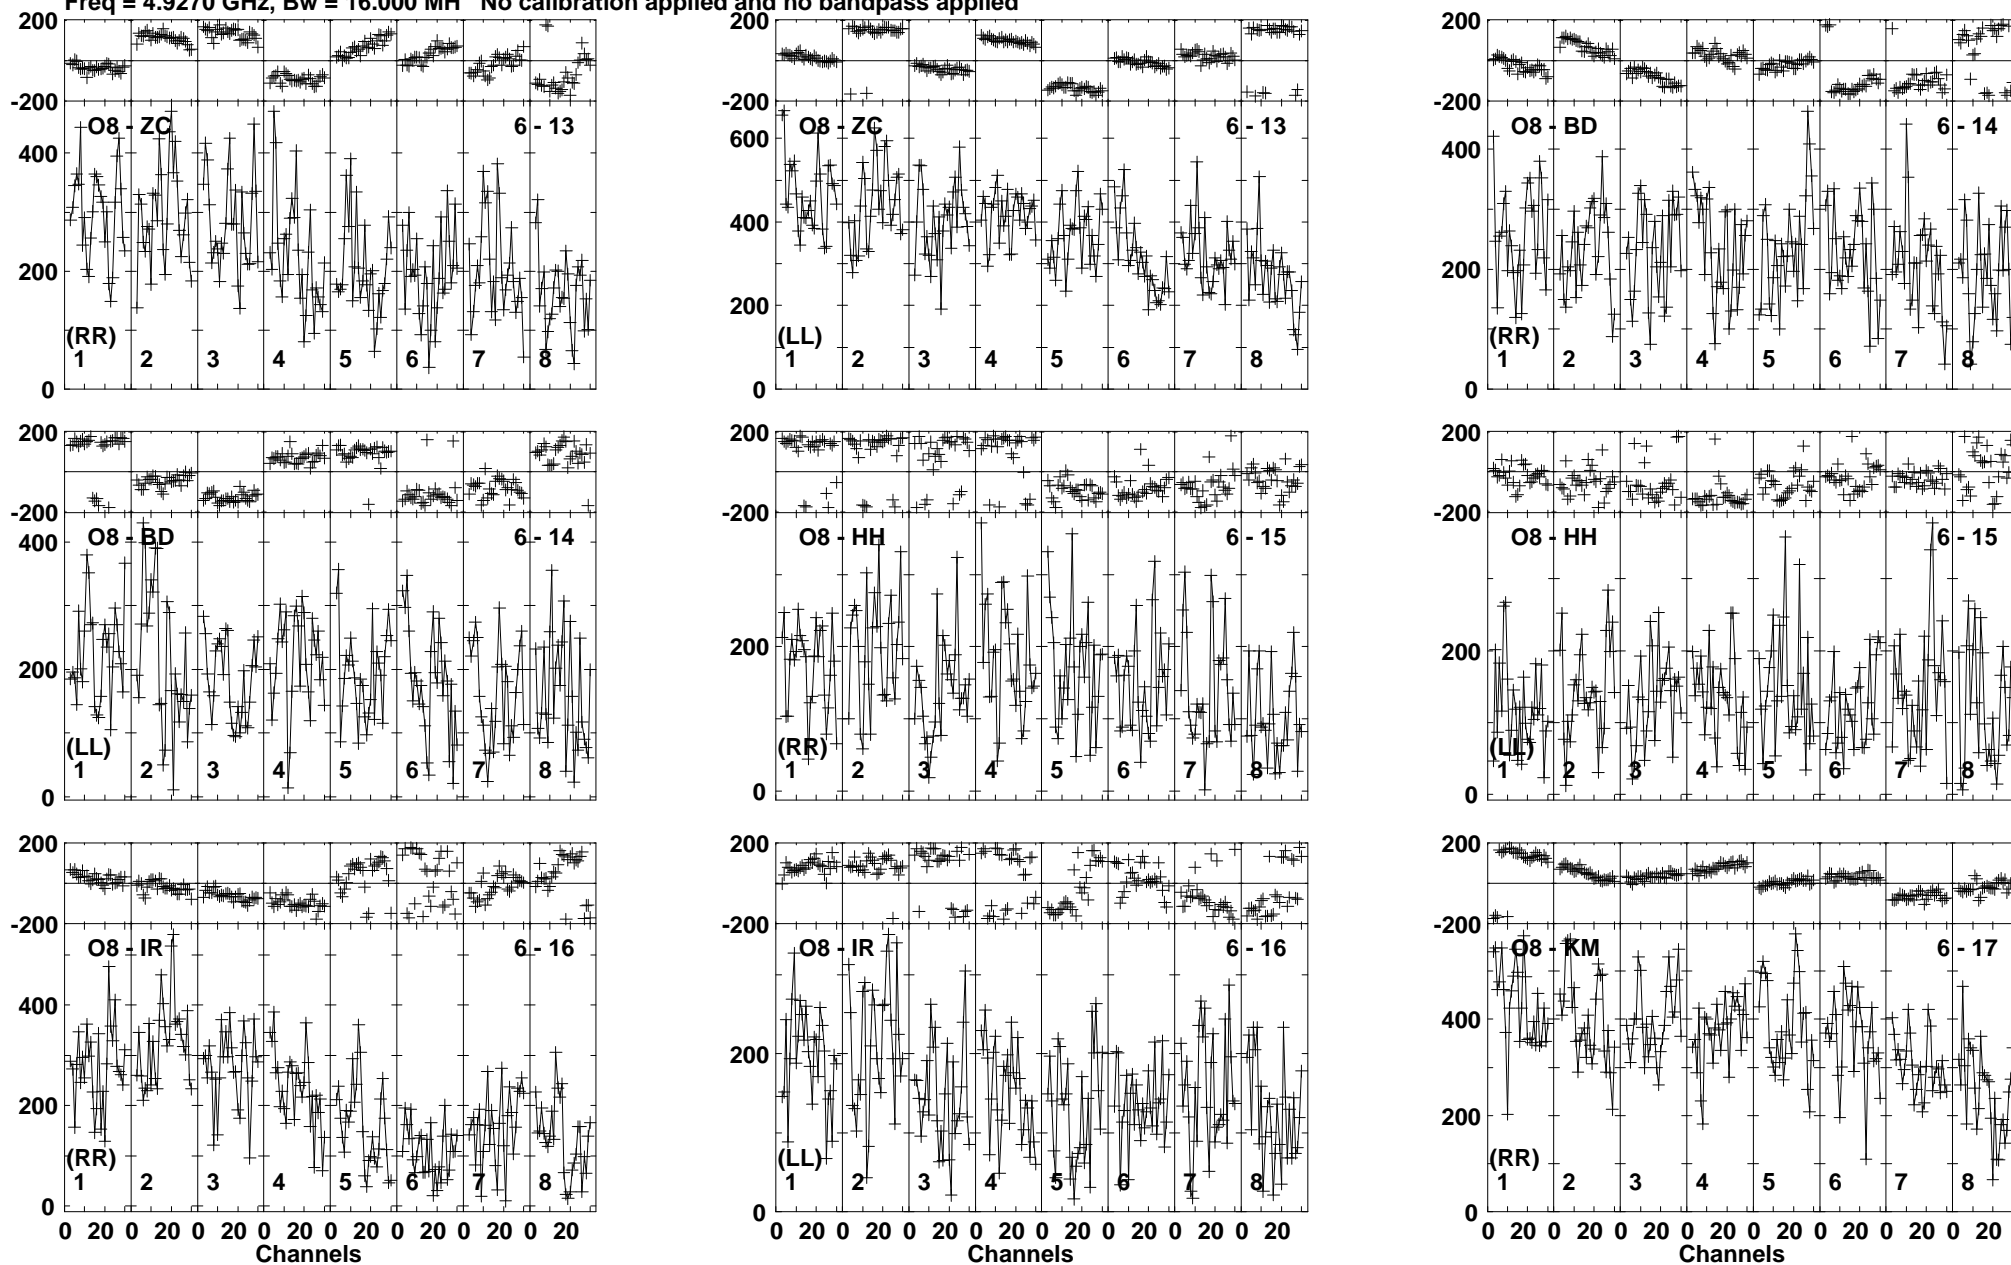 Freq = 4.9270 GHz, Bw = 16.000 MH No calibration applied and no bandpass applied
200 200 200
-200 -200 -200
O8 - ZC 6 - 13 O8 - ZC 6 - 13 O8 - BD 6 - 14
600
400 400 400
200 200 200
(RR) (LL) (RR)
1 2 3 4 5 6 7 8 1 2 3 4 5 6 7 8 1 2 3 4 5 6 7 8
0 0 0
200 200 200
-200 -200 -200
O8 - BD 6 - 14 O8 - HH 6 - 15 O8 - HH 6 - 15
400
200 200 200
(LL) (RR) (LL)
1 2 3 4 5 6 7 8 1 2 3 4 5 6 7 8 1 2 3 4 5 6 7 8
0 0 0
200 200 200
-200 -200 -200
O8 - IR 6 - 16 O8 - IR 6 - 16 O8 - KM 6 - 17
400 400
200 200 200
(RR) (LL) (RR)
1 2 3 4 5 6 7 8 1 2 3 4 5 6 7 8 1 2 3 4 5 6 7 8
0 0 0
0 20 0 20 0 20 0 20 0 20 0 20 0 20 0 20 0 20 0 20 0 20 0 20 0 20 0 20 0 20 0 20 0 20 0 20 0 20 0 20 0 20 0 20 0 20 0 20
Channels Channels Channels